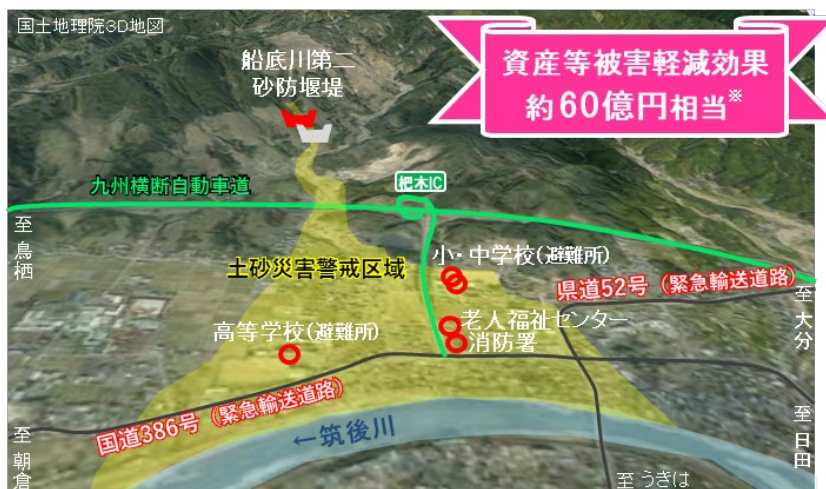 国土地理院3D地図
船底川第二
砂防堰堤
資産等被害軽減効果
約60億円相当※
九州横断自動車道
杷木IC
至
鳥
栖
土砂災害警戒区域
小・中学校(避難所)
県道52号(緊急輸送道路)
至
大
分
高等学校(避難所)
老人福祉センター
消防署
国道386号(緊急輸送道路)
←筑後川
至
朝
倉
至
日
田
至 うきは